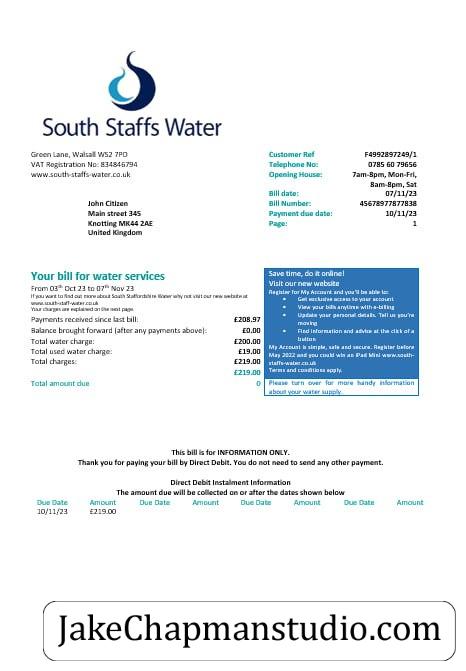 South Staffs Water
Green Lane, Walsall WS2 7PD
VAT Registration No: 834846794
www.south-staffs-water.co.uk
Customer Ref F4992897249/1
Telephone No: 0785 60 79656
Opening House: 7am-8pm, Mon-Fri,
8am-8pm, Sat
Bill date: 07/11/23
Bill Number: 45678977877838
Payment due date: 10/11/23
Page: 1
John Citizen
Main street 345
Knotting MK44 2AE
United Kingdom
Your bill for water services
From 03th Oct 23 to 07th Nov 23
If you want to find out more about South Staffordshire Water why not visit our new website at
www.south-staff-water.co.uk
Your charges are explained on the next page.
Payments received since last bill: £208.97
Balance brought forward (after any payments above): £0.00
Total water charge: £200.00
Total used water charge: £19.00
Total charges: £219.00
£219.00
Total amount due 0
Save time, do it online!
Visit our new website
Register for My Account and you'll be able to:
• Get exclusive access to your account
• View your bills anytime with e-billing
• Update your personal details. Tell us you're
moving
• Find information and advice at the click of a
button
My Account is simple, safe and secure. Register before
May 2022 and you could win an iPad Mini www.south-
staffs-water.co.uk
Terms and conditions apply.
Please turn over for more handy information
about your water supply.
This bill is for INFORMATION ONLY.
Thank you for paying your bill by Direct Debit. You do not need to send any other payment.
Direct Debit Instalment Information
The amount due will be collected on or after the dates shown below
Due Date Amount Due Date Amount Due Date Amount Due Date Amount
10/11/23 £219.00
JakeChapmanstudio.com